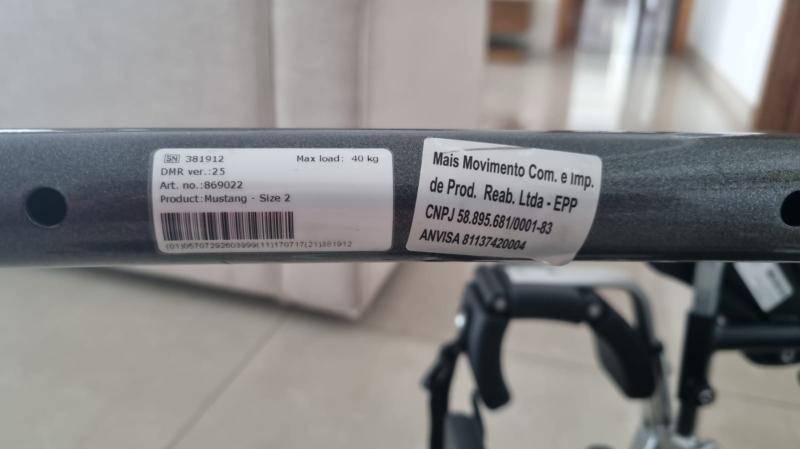 SN 381912 Max load: 40 kg
DMR ver.:25
Art. no.:869022
Product:Mustang - Size 2
(01)05707292603999(11)170717(21)381912
Mais Movimento Com. e Imp.
de Prod. Reab. Ltda - EPP
CNPJ 58.895.681/0001-83
ANVISA 81137420004